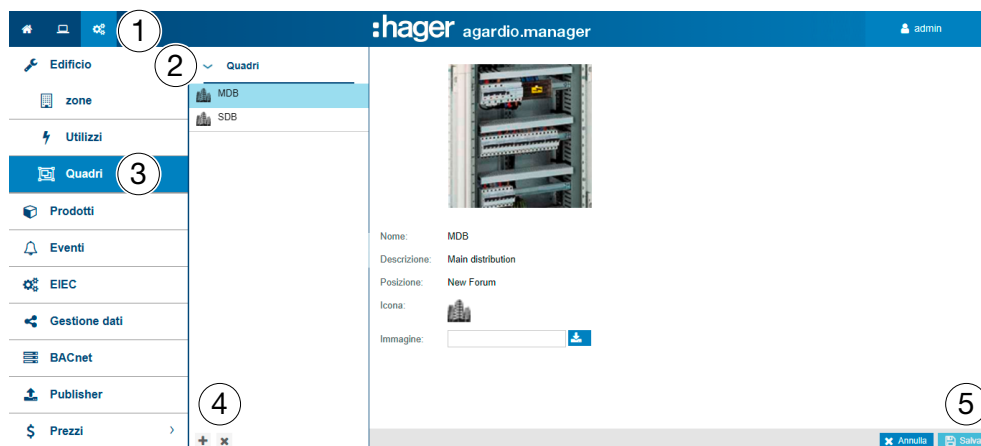 1
:hager agardio.manager
admin
Edificio
zone
Utilizzi
Quadri
3
Prodotti
Eventi
EIEC
Gestione dati
BACnet
Publisher
$ Prezzi
2
Quadri
MDB
SDB
4
Nome: MDB
Descrizione: Main distribution
Posizione: New Forum
Icona:
Immagine:
5
Annulla
Salva